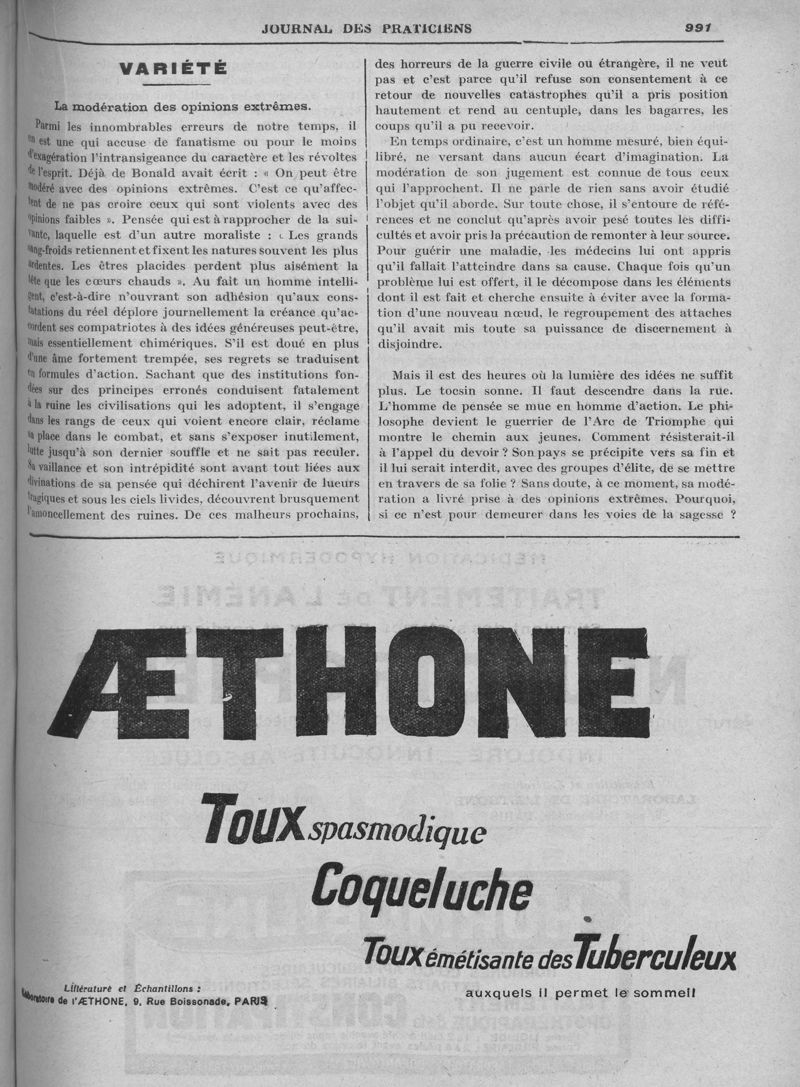 JOURNAL DES PRATICIENS 991
VARIÉTÉ
La modération des opinions extrêmes.
Parmi les innombrables erreurs de notre temps, il
en est une qui accuse de fanatisme ou pour le moins
d'exagération l'intransigeance du caractère et les révoltes
de l'esprit. Déjà de Bonald avait écrit : « On peut être
modéré avec des opinions extrêmes. C'est ce qu'affec-
tent de ne pas croire ceux qui sont violents avec des
opinions faibles ». Pensée qui est à rapprocher de la sui-
vante, laquelle est d'un autre moraliste : « Les grands
sang-froids retiennent et fixent les natures souvent les plus
ardentes. Les êtres placides perdent plus aisément la
tête que les cœurs chauds ». Au fait un homme intelli-
gent, c'est-à-dire n'ouvrant son adhésion qu'aux cons-
tatations du réel déplore journellement la créance qu'ac-
cordent ses compatriotes à des idées généreuses peut-être,
mais essentiellement chimériques. S'il est doué en plus
d'une âme fortement trempée, ses regrets se traduisent
en formules d'action. Sachant que des institutions fon-
dées sur des principes erronés conduisent fatalement
à la ruine les civilisations qui les adoptent, il s'engage
dans les rangs de ceux qui voient encore clair, réclame
sa place dans le combat, et sans s'exposer inutilement,
lutte jusqu'à son dernier souffle et ne sait pas reculer.
Sa vaillance et son intrépidité sont avant tout liées aux
divinations de sa pensée qui déchirent l'avenir de lueurs
tragiques et sous les ciels livides, découvrent brusquement
l'amoncellement des ruines. De ces malheurs prochains,
des horreurs de la guerre civile ou étrangère, il ne veut
pas et c'est parce qu'il refuse son consentement à ce
retour de nouvelles catastrophes qu'il a pris position
hautement et rend au centuple, dans les bagarres, les
coups qu'il a pu recevoir.
En temps ordinaire, c'est un homme mesuré, bien équi-
libré, ne versant dans aucun écart d'imagination. La
modération de son jugement est connue de tous ceux
qui l'approchent. Il ne parle de rien sans avoir étudié
l'objet qu'il aborde. Sur toute chose, il s'entoure de réfé-
rences et ne conclut qu'après avoir pesé toutes les diffi-
cultés et avoir pris la précaution de remonter à leur source.
Pour guérir une maladie, les médecins lui ont appris
qu'il fallait l'atteindre dans sa cause. Chaque fois qu'un
problème lui est offert, il le décompose dans les éléments
dont il est fait et cherche ensuite à éviter avec la forma-
tion d'une nouveau nœud, le regroupement des attaches
qu'il avait mis toute sa puissance de discernement à
disjoindre.
Mais il est des heures où la lumière des idées ne suffit
plus. Le tocsin sonne. Il faut descendre dans la rue.
L'homme de pensée se mue en homme d'action. Le phi-
losophe devient le guerrier de l'Arc de Triomphe qui
montre le chemin aux jeunes. Comment résisterait-il
à l'appel du devoir ? Son pays se précipite vers sa fin et
il lui serait interdit, avec des groupes d'élite, de se mettre
en travers de sa folie ? Sans doute, à ce moment, sa modé-
ration a livré prise à des opinions extrêmes. Pourquoi,
si ce n'est pour demeurer dans les voies de la sagesse ?
ÆTHONE
Toux spasmodique
Coqueluche
Toux émétisante des Tuberculeux
auxquels il permet le sommeil
Littérature et Échantillons :
Laboratoire de l'ÆTHONE, 9, Rue Boissonade, PARIS